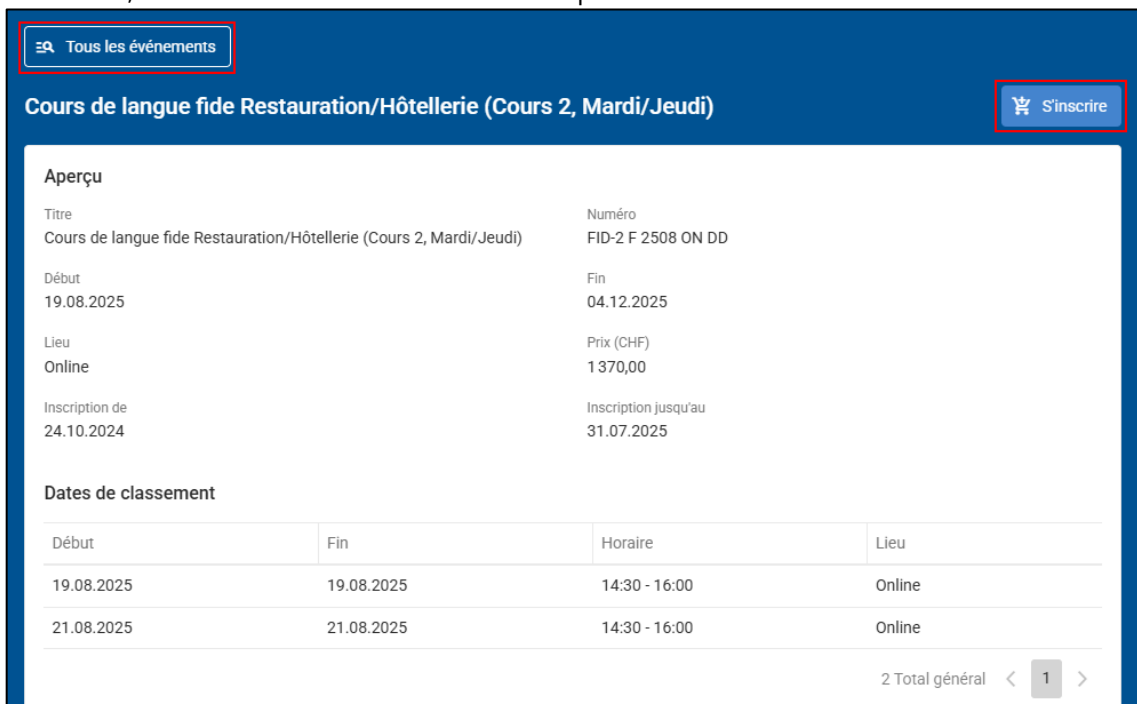 Tous les événements
Cours de langue fide Restauration/Hôtellerie (Cours 2, Mardi/Jeudi)
S'inscrire
Aperçu
Titre
Cours de langue fide Restauration/Hôtellerie (Cours 2, Mardi/Jeudi)
Numéro
FID-2 F 2508 ON DD
Début
19.08.2025
Fin
04.12.2025
Lieu
Online
Prix (CHF)
1 370,00
Inscription de
24.10.2024
Inscription jusqu'au
31.07.2025
Dates de classement
Début Fin Horaire Lieu
19.08.2025 19.08.2025 14:30 - 16:00 Online
21.08.2025 21.08.2025 14:30 - 16:00 Online
2 Total général 1